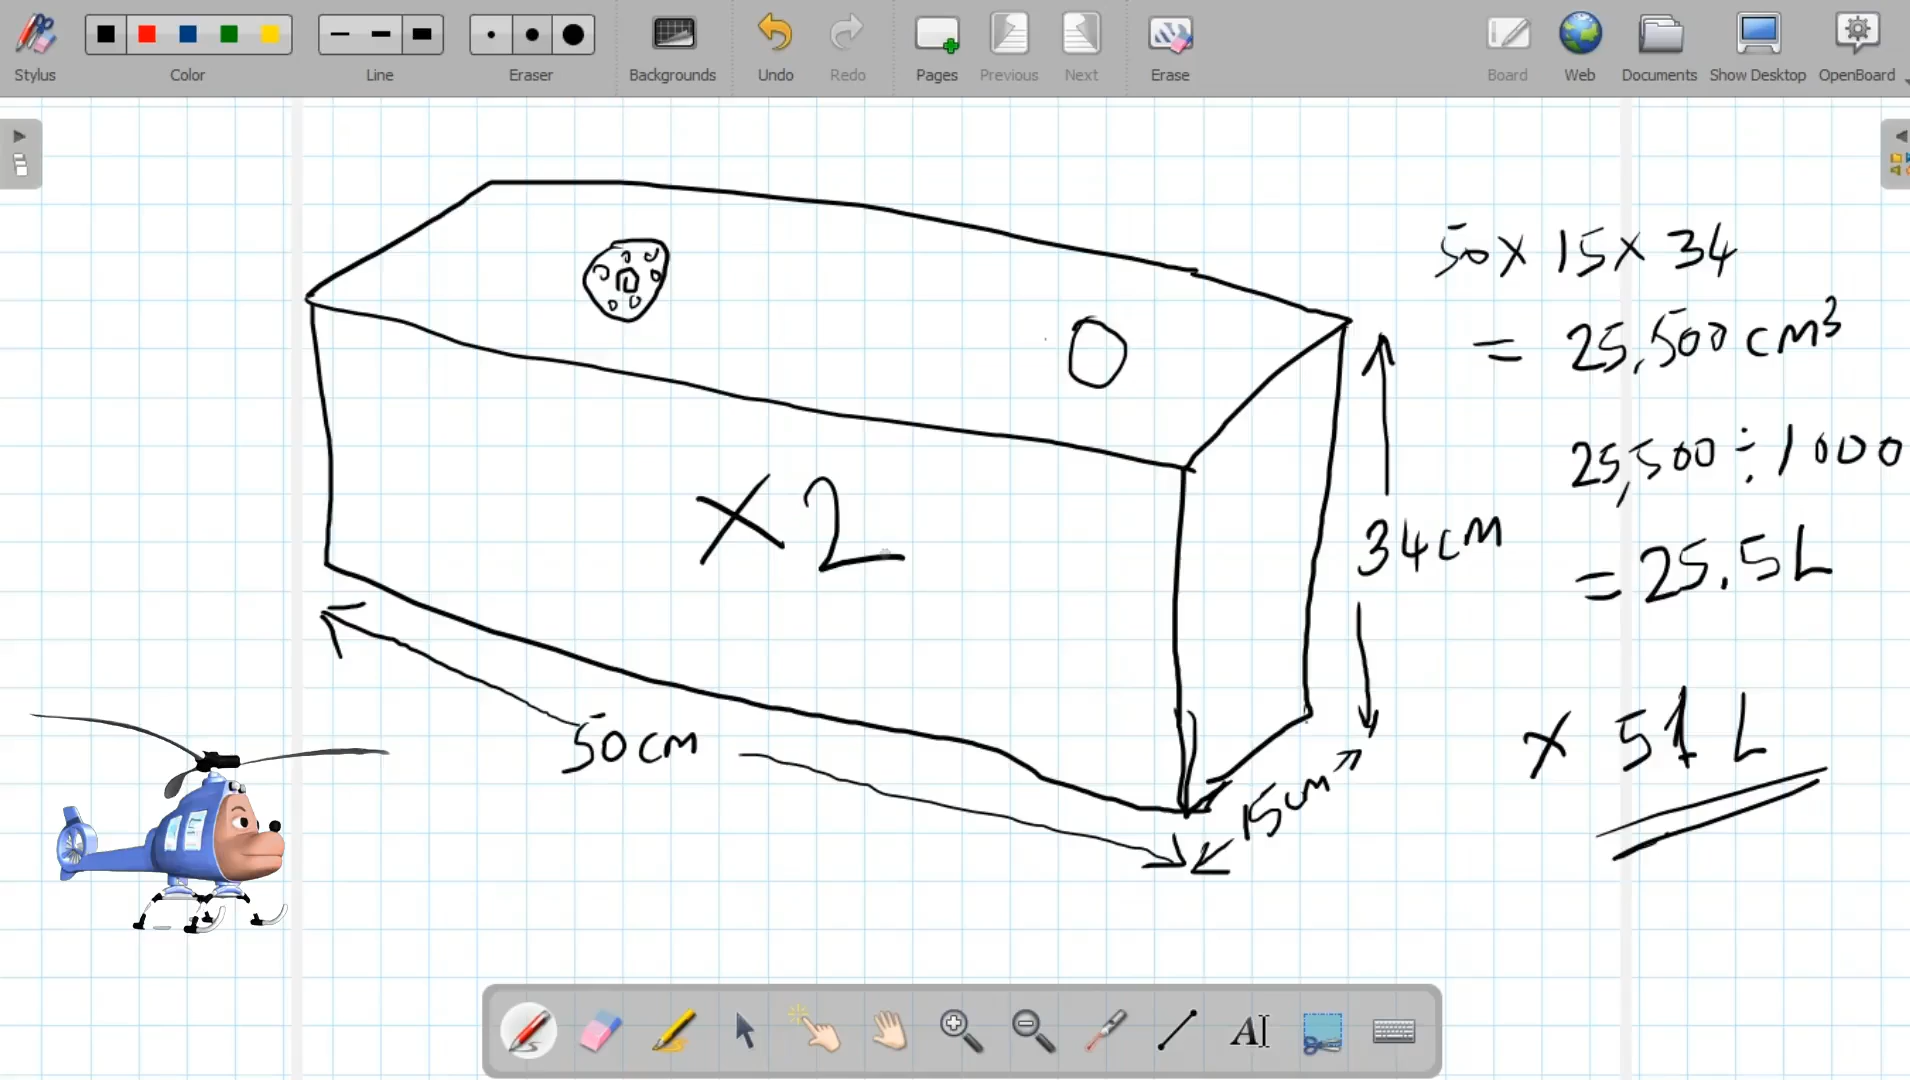 Stylus
Color
Line
Eraser
Backgrounds
Undo
Redo
Pages
Previous
Next
Erase
Board
Web
Documents
Show Desktop
OpenBoard
50 x 15 x 34
= 25,500 cm³
25,500 ÷ 1000
= 25.5L
x 51 L
x2
34cm
50cm
15cm